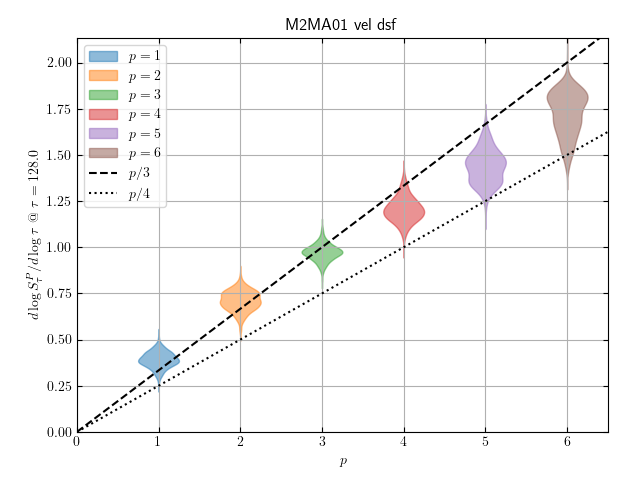 M2MA01 vel dsf
d log S_τ^P / d log τ @ τ = 128.0
2.00
1.75
1.50
1.25
1.00
0.75
0.50
0.25
0.00
p = 1
p = 2
p = 3
p = 4
p = 5
p = 6
p/3
p/4
0 1 2 3 4 5 6
p